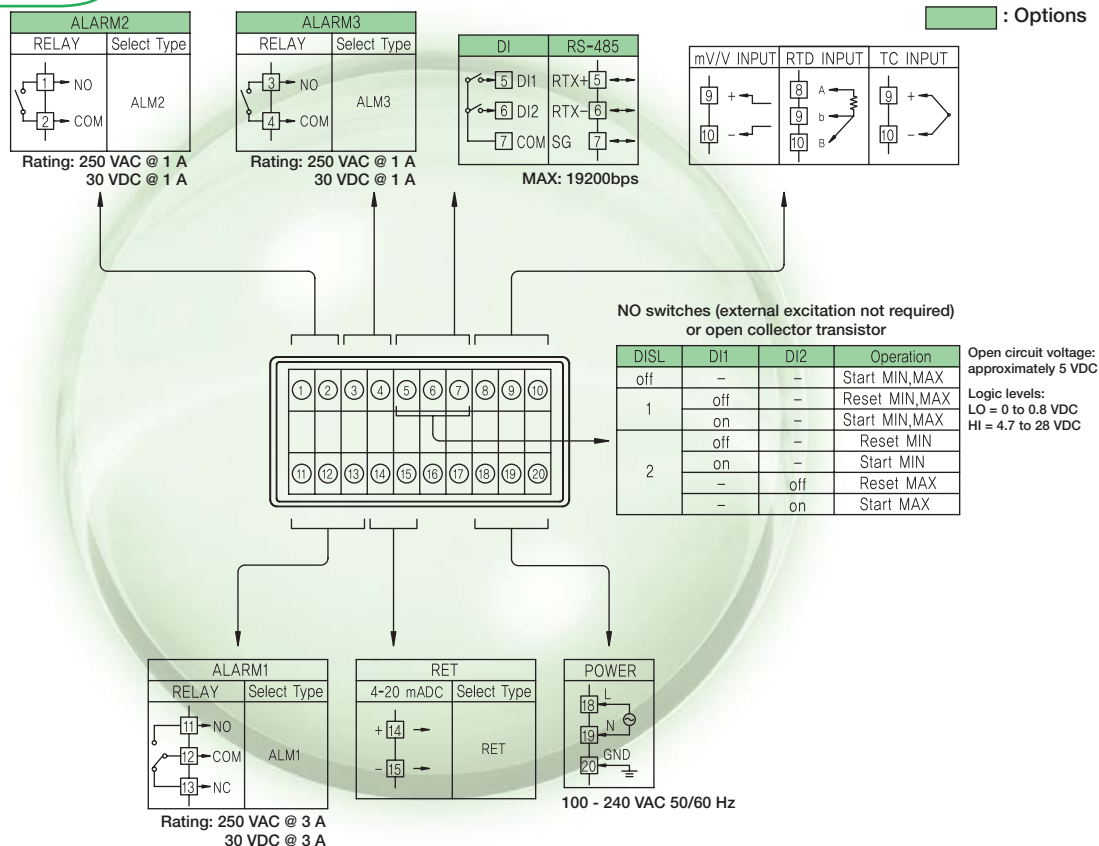 : Options
ALARM2
RELAY Select Type
1 NO
2 COM
ALM2
Rating: 250 VAC @ 1 A
30 VDC @ 1 A
ALARM3
RELAY Select Type
3 NO
4 COM
ALM3
Rating: 250 VAC @ 1 A
30 VDC @ 1 A
DI RS-485
5 DI1 RTX+ 5
6 DI2 RTX- 6
7 COM SG 7
MAX: 19200bps
mV/V INPUT RTD INPUT TC INPUT
9 + 8 A 9 +
9 b
10 - 10 B 10 -
NO switches (external excitation not required)
or open collector transistor
DISL DI1 DI2 Operation
off - - Start MIN,MAX
1 off - Reset MIN,MAX
on - Start MIN,MAX
2 off - Reset MIN
on - Start MIN
- off Reset MAX
- on Start MAX
Open circuit voltage:
approximately 5 VDC
Logic levels:
LO = 0 to 0.8 VDC
HI = 4.7 to 28 VDC
1 2 3 4 5 6 7 8 9 10
11 12 13 14 15 16 17 18 19 20
ALARM1
RELAY Select Type
11 NO
12 COM
13 NC
ALM1
Rating: 250 VAC @ 3 A
30 VDC @ 3 A
RET
4-20 mADC Select Type
+ 14
- 15
RET
POWER
18 L
19 N
20 GND
100 - 240 VAC 50/60 Hz